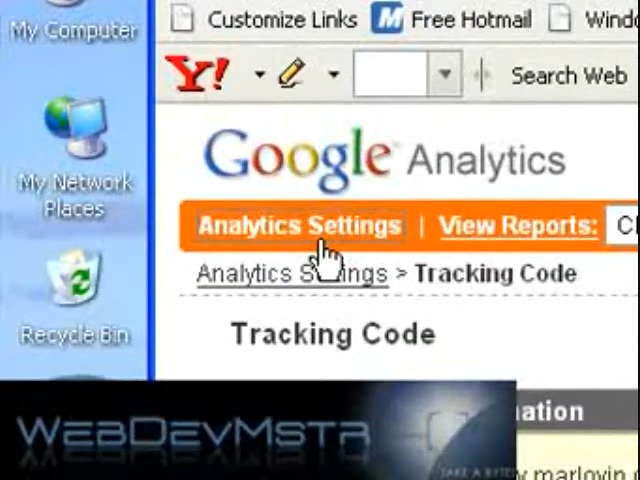 My Computer
Customize Links
Free Hotmail
Y!
Search Web
My Network
Places
Google Analytics
Analytics Settings | View Reports:
Analytics Settings > Tracking Code
Recycle Bin
Tracking Code
WEBDEVMSTR